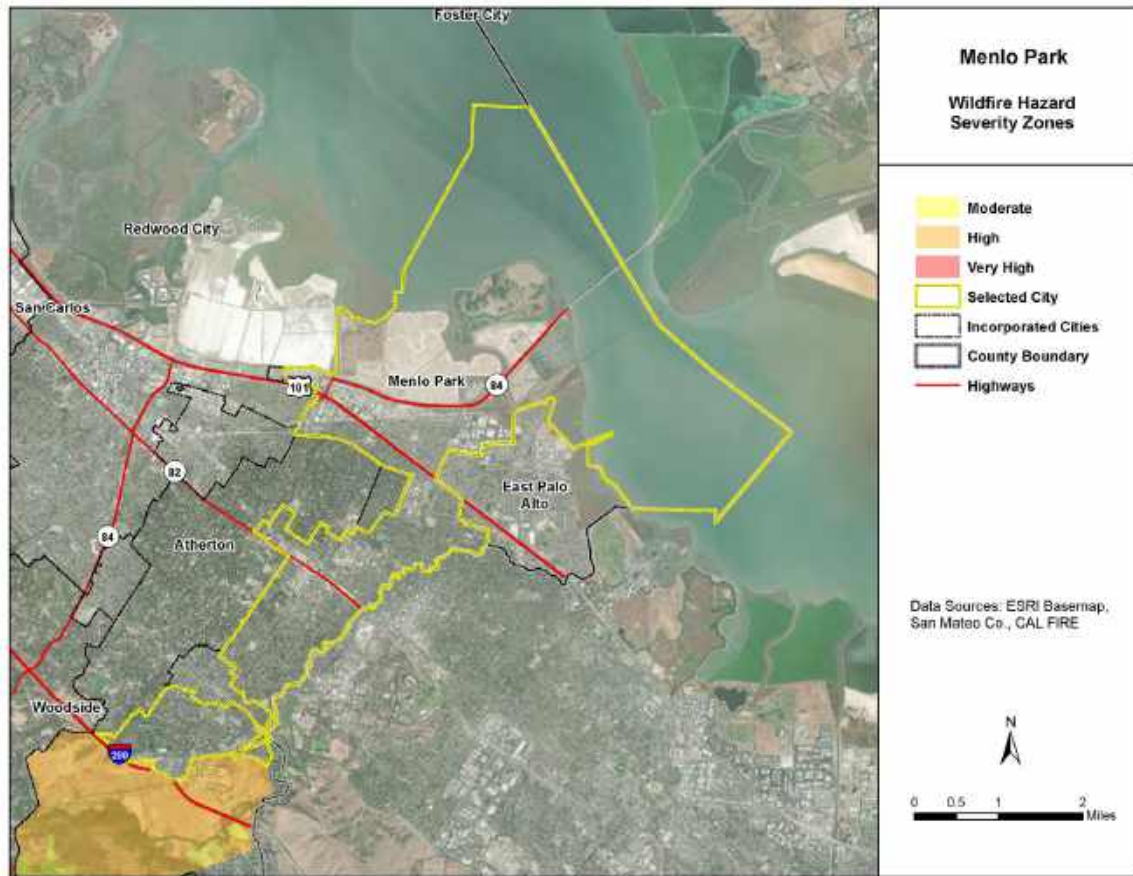 Foster City
Redwood City
San Carlos
101
Menlo Park
84
82
East Palo
Alto
84
Atherton
Woodside
280
Menlo Park
Wildfire Hazard
Severity Zones
Moderate
High
Very High
Selected City
Incorporated Cities
County Boundary
Highways
Data Sources: ESRI Basemap,
San Mateo Co., CAL FIRE
N
0 0.5 1 2
Miles